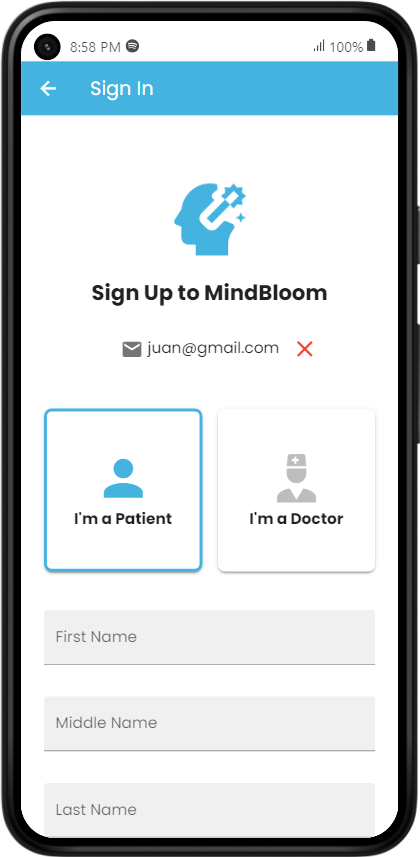 8:58 PM 100%
Sign In
Sign Up to MindBloom
juan@gmail.com
I'm a Patient I'm a Doctor
First Name
Middle Name
Last Name